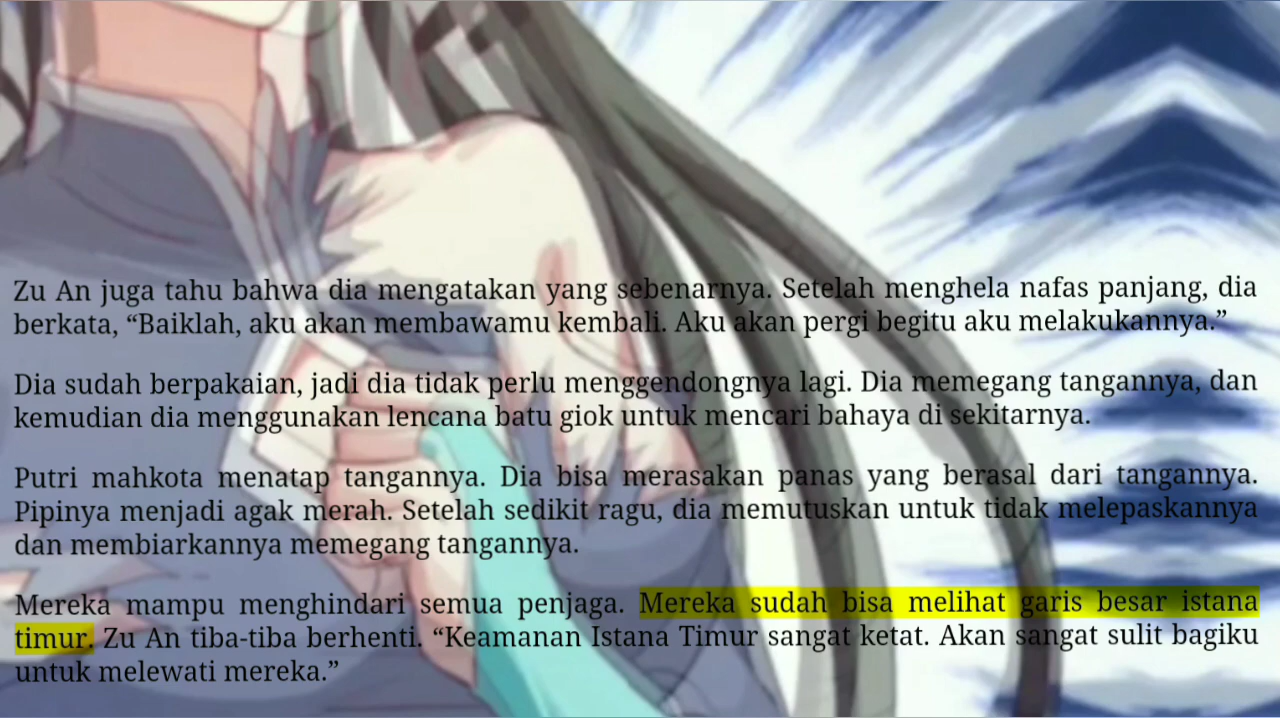 Zu An juga tahu bahwa dia mengatakan yang sebenarnya. Setelah menghela nafas panjang, dia
berkata, “Baiklah, aku akan membawamu kembali. Aku akan pergi begitu aku melakukannya.”
Dia sudah berpakaian, jadi dia tidak perlu menggendongnya lagi. Dia memegang tangannya, dan
kemudian dia menggunakan lencana batu giok untuk mencari bahaya di sekitarnya.
Putri mahkota menatap tangannya. Dia bisa merasakan panas yang berasal dari tangannya.
Pipinya menjadi agak merah. Setelah sedikit ragu, dia memutuskan untuk tidak melepaskannya
dan membiarkannya memegang tangannya.
Mereka mampu menghindari semua penjaga. Mereka sudah bisa melihat garis besar istana
timur. Zu An tiba-tiba berhenti. “Keamanan Istana Timur sangat ketat. Akan sangat sulit bagiku
untuk melewati mereka.”